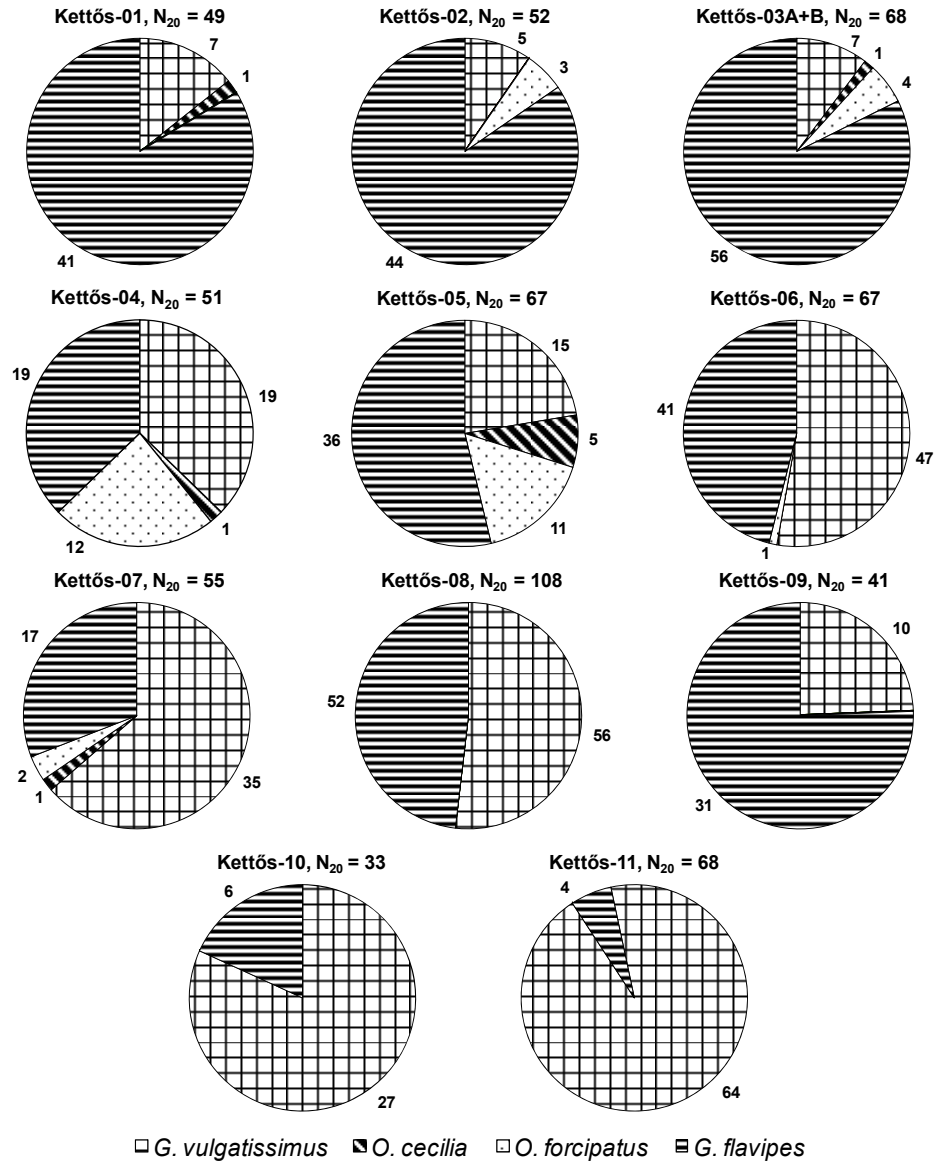 Kettős-01, N20 = 49
7
1
41
Kettős-02, N20 = 52
5
3
44
Kettős-03A+B, N20 = 68
7
1
4
56
Kettős-04, N20 = 51
19
19
12
1
Kettős-05, N20 = 67
15
5
36
11
Kettős-06, N20 = 67
41
47
1
Kettős-07, N20 = 55
17
2
1
35
Kettős-08, N20 = 108
52
56
Kettős-09, N20 = 41
10
31
Kettős-10, N20 = 33
6
27
Kettős-11, N20 = 68
4
64
G. vulgatissimus O. cecilia O. forcipatus G. flavipes